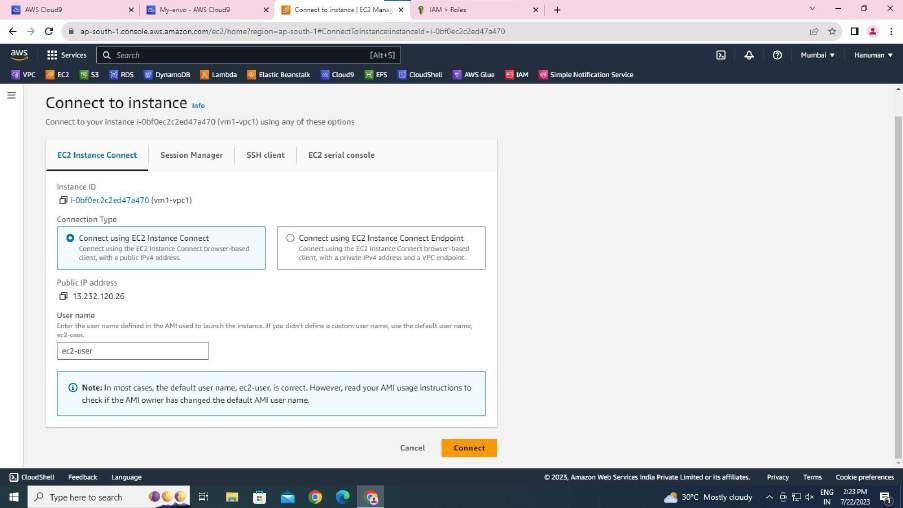 AWS Cloud9
My-envo - AWS Cloud9
Connect to instance | EC2 Manag
IAM > Roles
ap-south-1.console.aws.amazon.com/ec2/home?region=ap-south-1#ConnectToInstance:instanceId=i-0bf0ec2c2ed47a470
aws Services Search [Alt+S] Mumbai ▼ Hanuman ▼
VPC EC2 S3 RDS DynamoDB Lambda Elastic Beanstalk Cloud9 EFS CloudShell AWS Glue IAM Simple Notification Service
Connect to instance Info
Connect to your instance i-0bf0ec2c2ed47a470 (vm1-vpc1) using any of these options
EC2 Instance Connect Session Manager SSH client EC2 serial console
Instance ID
i-0bf0ec2c2ed47a470 (vm1-vpc1)
Connection Type
Connect using EC2 Instance Connect
Connect using the EC2 Instance Connect browser-based
client, with a public IPv4 address.
Connect using EC2 Instance Connect Endpoint
Connect using the EC2 Instance Connect browser-based
client, with a private IPv4 address and a VPC endpoint.
Public IP address
13.232.120.26
User name
Enter the user name defined in the AMI used to launch the instance. If you didn't define a custom user name, use the default user name,
ec2-user.
ec2-user
Note: In most cases, the default user name, ec2-user, is correct. However, read your AMI usage instructions to
check if the AMI owner has changed the default AMI user name.
Cancel Connect
CloudShell Feedback Language © 2023, Amazon Web Services India Private Limited or its affiliates. Privacy Terms Cookie preferences
Type here to search
30°C Mostly cloudy
ENG
IN
2:23 PM
7/22/2023
1